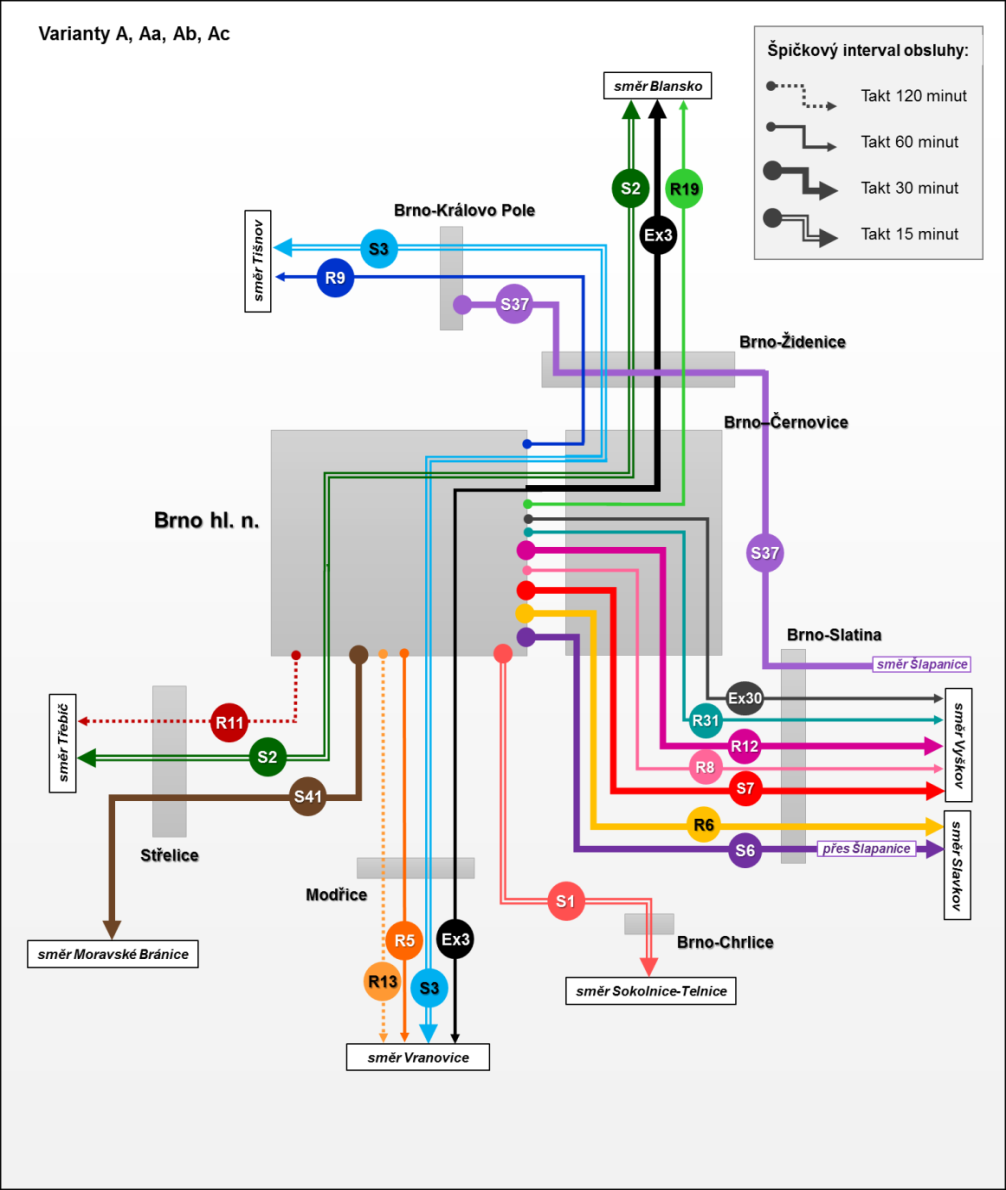 Varianty A, Aa, Ab, Ac
Špičkový interval obsluhy:
Takt 120 minut
Takt 60 minut
Takt 30 minut
Takt 15 minut
směr Blansko
S2
R19
Ex3
Brno-Královo Pole
směr Tišnov
S3
R9
S37
Brno-Židenice
Brno–Černovice
Brno hl. n.
S37
Brno-Slatina
směr Šlapanice
směr Třebíč
R11
S2
S41
Střelice
Ex30
R31
R12
R8
S7
směr Vyškov
R6
S6
přes Šlapanice
směr Slavkov
Modřice
S1
Brno-Chrlice
R5
Ex3
R13
S3
směr Moravské Bránice
směr Sokolnice-Telnice
směr Vranovice